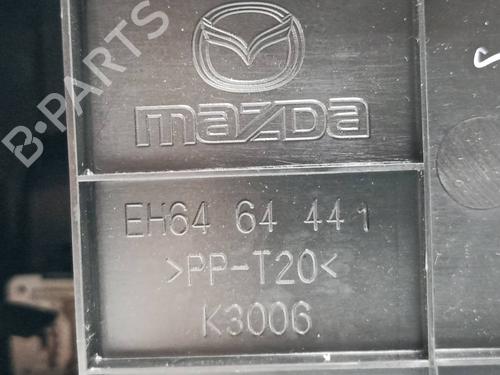 B-PARTS
mazda
EH64 64 441
>PP-T20<
K3006